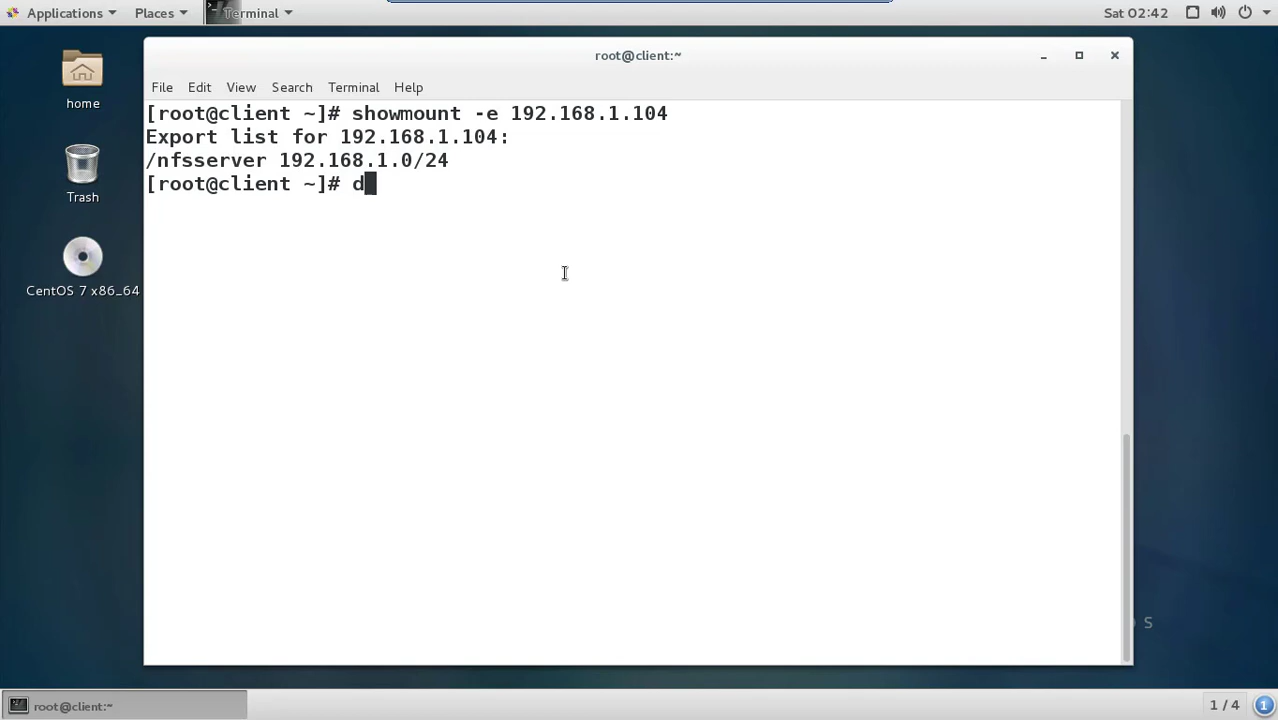 Applications Places Terminal Sat 02:42
root@client:~
home
File Edit View Search Terminal Help
[root@client ~]# showmount -e 192.168.1.104
Export list for 192.168.1.104:
/nfsserver 192.168.1.0/24
[root@client ~]# d
Trash
CentOS 7 x86_64
S
root@client:~ 1 / 4 1